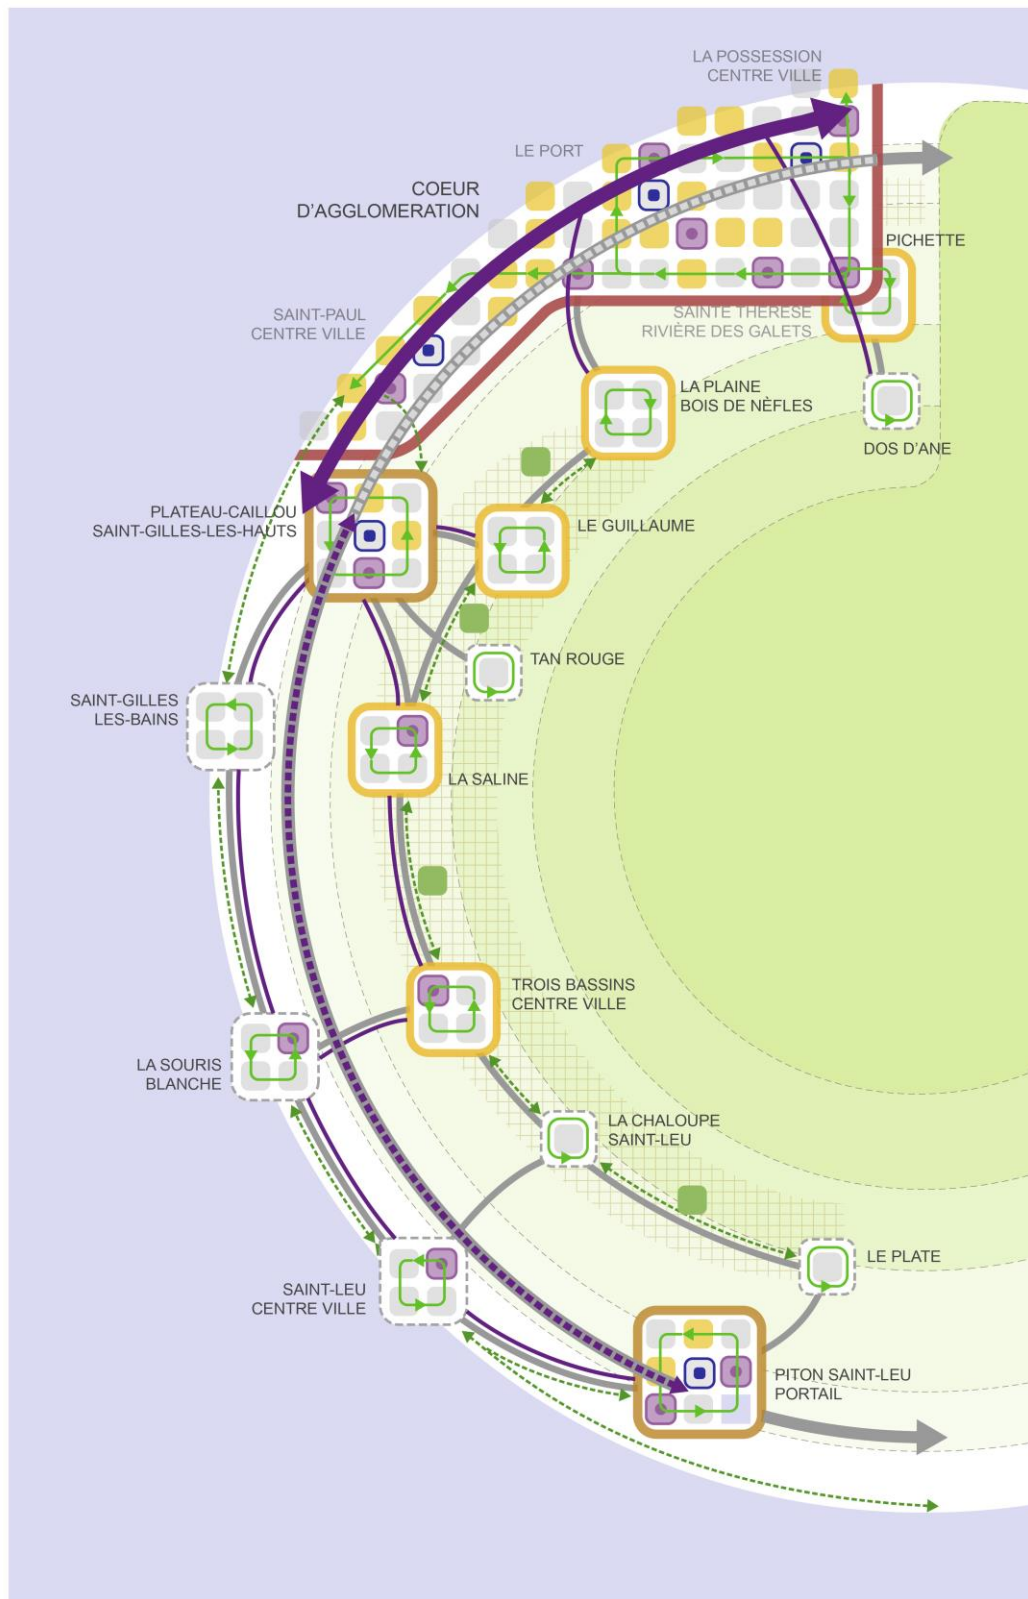 LA POSSESSION
CENTRE VILLE
LE PORT
COEUR
D'AGGLOMERATION
PICHETTE
SAINT-PAUL
CENTRE VILLE
SAINTE THERESE
RIVIÈRE DES GALETS
LA PLAINE
BOIS DE NÈFLES
DOS D'ANE
PLATEAU-CAILLOU
SAINT-GILLES-LES-HAUTS
LE GUILLAUME
TAN ROUGE
SAINT-GILLES
LES-BAINS
LA SALINE
TROIS BASSINS
CENTRE VILLE
LA SOURIS
BLANCHE
LA CHALOUPE
SAINT-LEU
LE PLATE
SAINT-LEU
CENTRE VILLE
PITON SAINT-LEU
PORTAIL